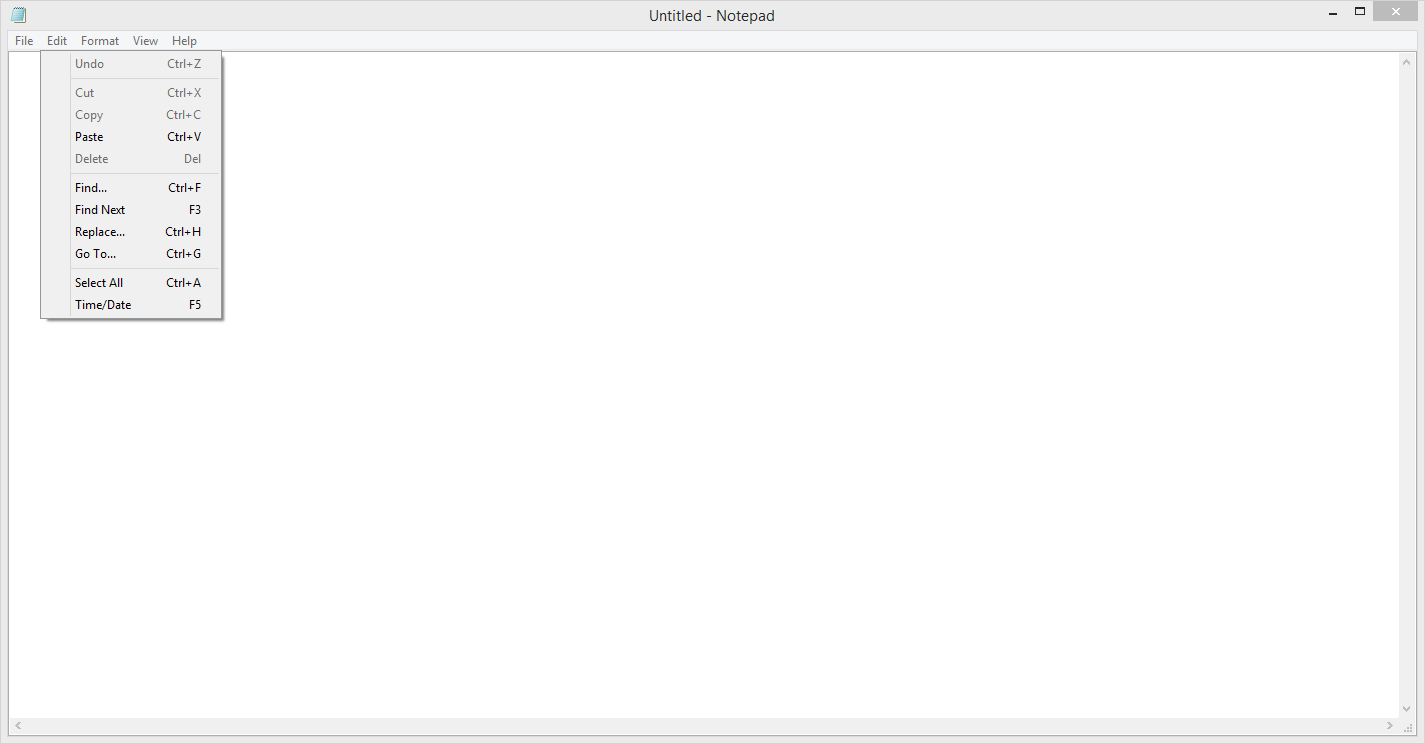 Untitled - Notepad
File Edit Format View Help
Undo Ctrl+Z
Cut Ctrl+X
Copy Ctrl+C
Paste Ctrl+V
Delete Del
Find... Ctrl+F
Find Next F3
Replace... Ctrl+H
Go To... Ctrl+G
Select All Ctrl+A
Time/Date F5